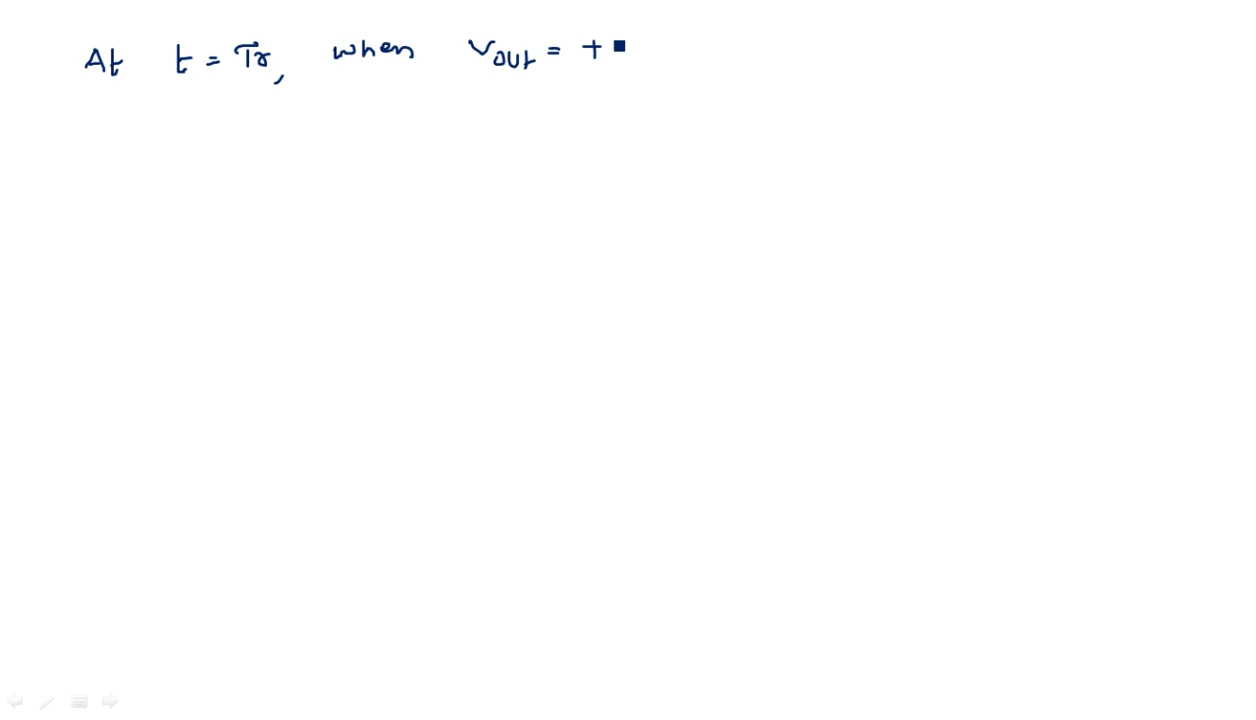 At t = Tr, when Vout = +